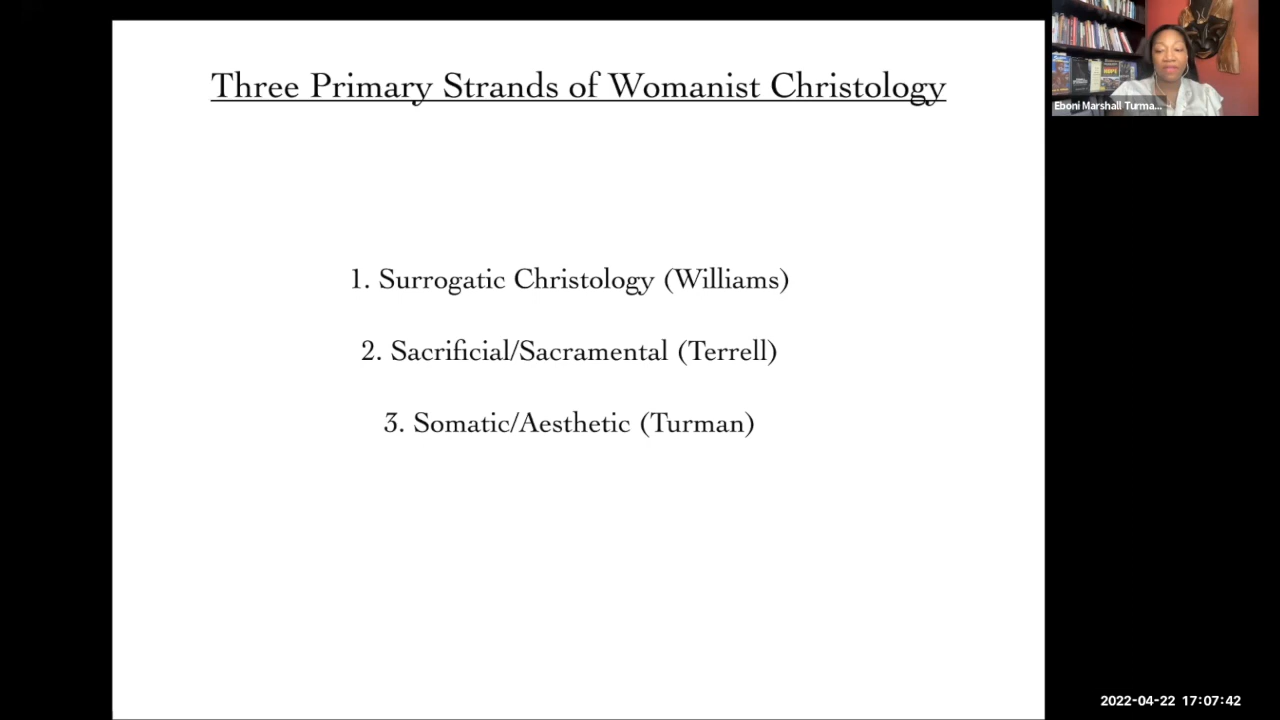 Three Primary Strands of Womanist Christology
1. Surrogatic Christology (Williams)
2. Sacrificial/Sacramental (Terrell)
3. Somatic/Aesthetic (Turman)
Eboni Marshall Turma...
HOPE
2022-04-22 17:07:42